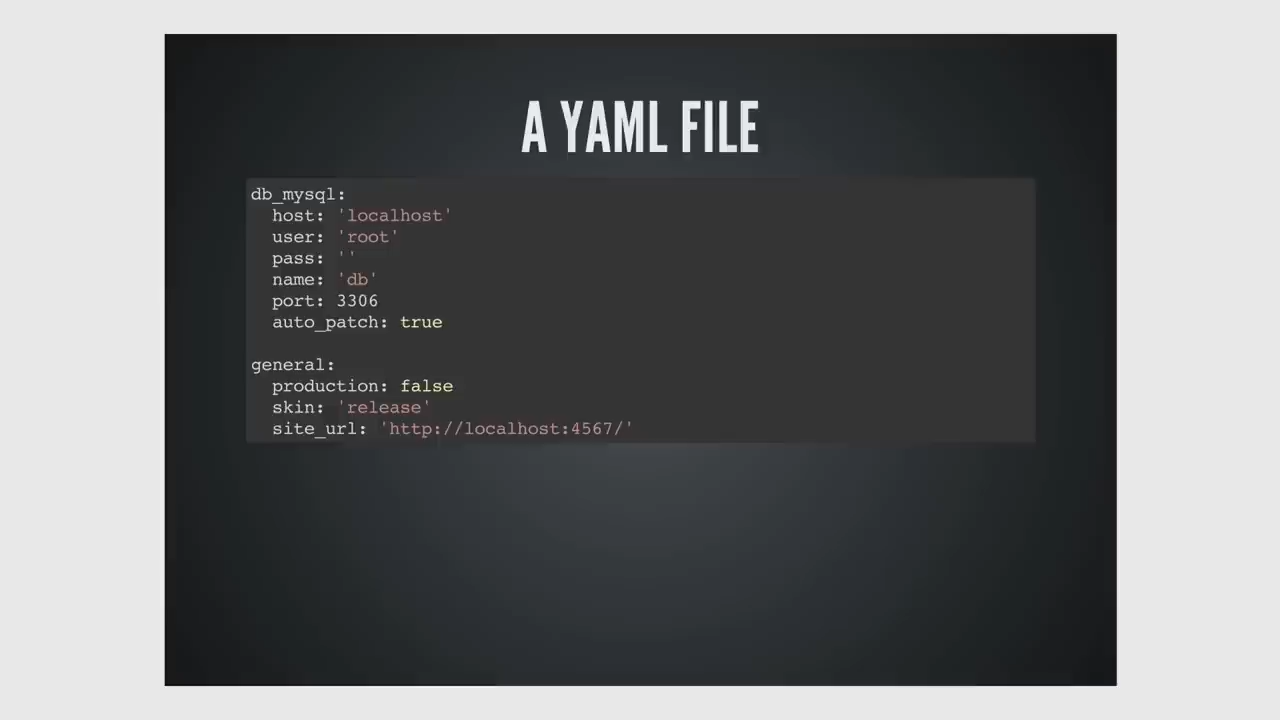 A YAML FILE
db_mysql:
  host: 'localhost'
  user: 'root'
  pass: ''
  name: 'db'
  port: 3306
  auto_patch: true

general:
  production: false
  skin: 'release'
  site_url: 'http://localhost:4567/'